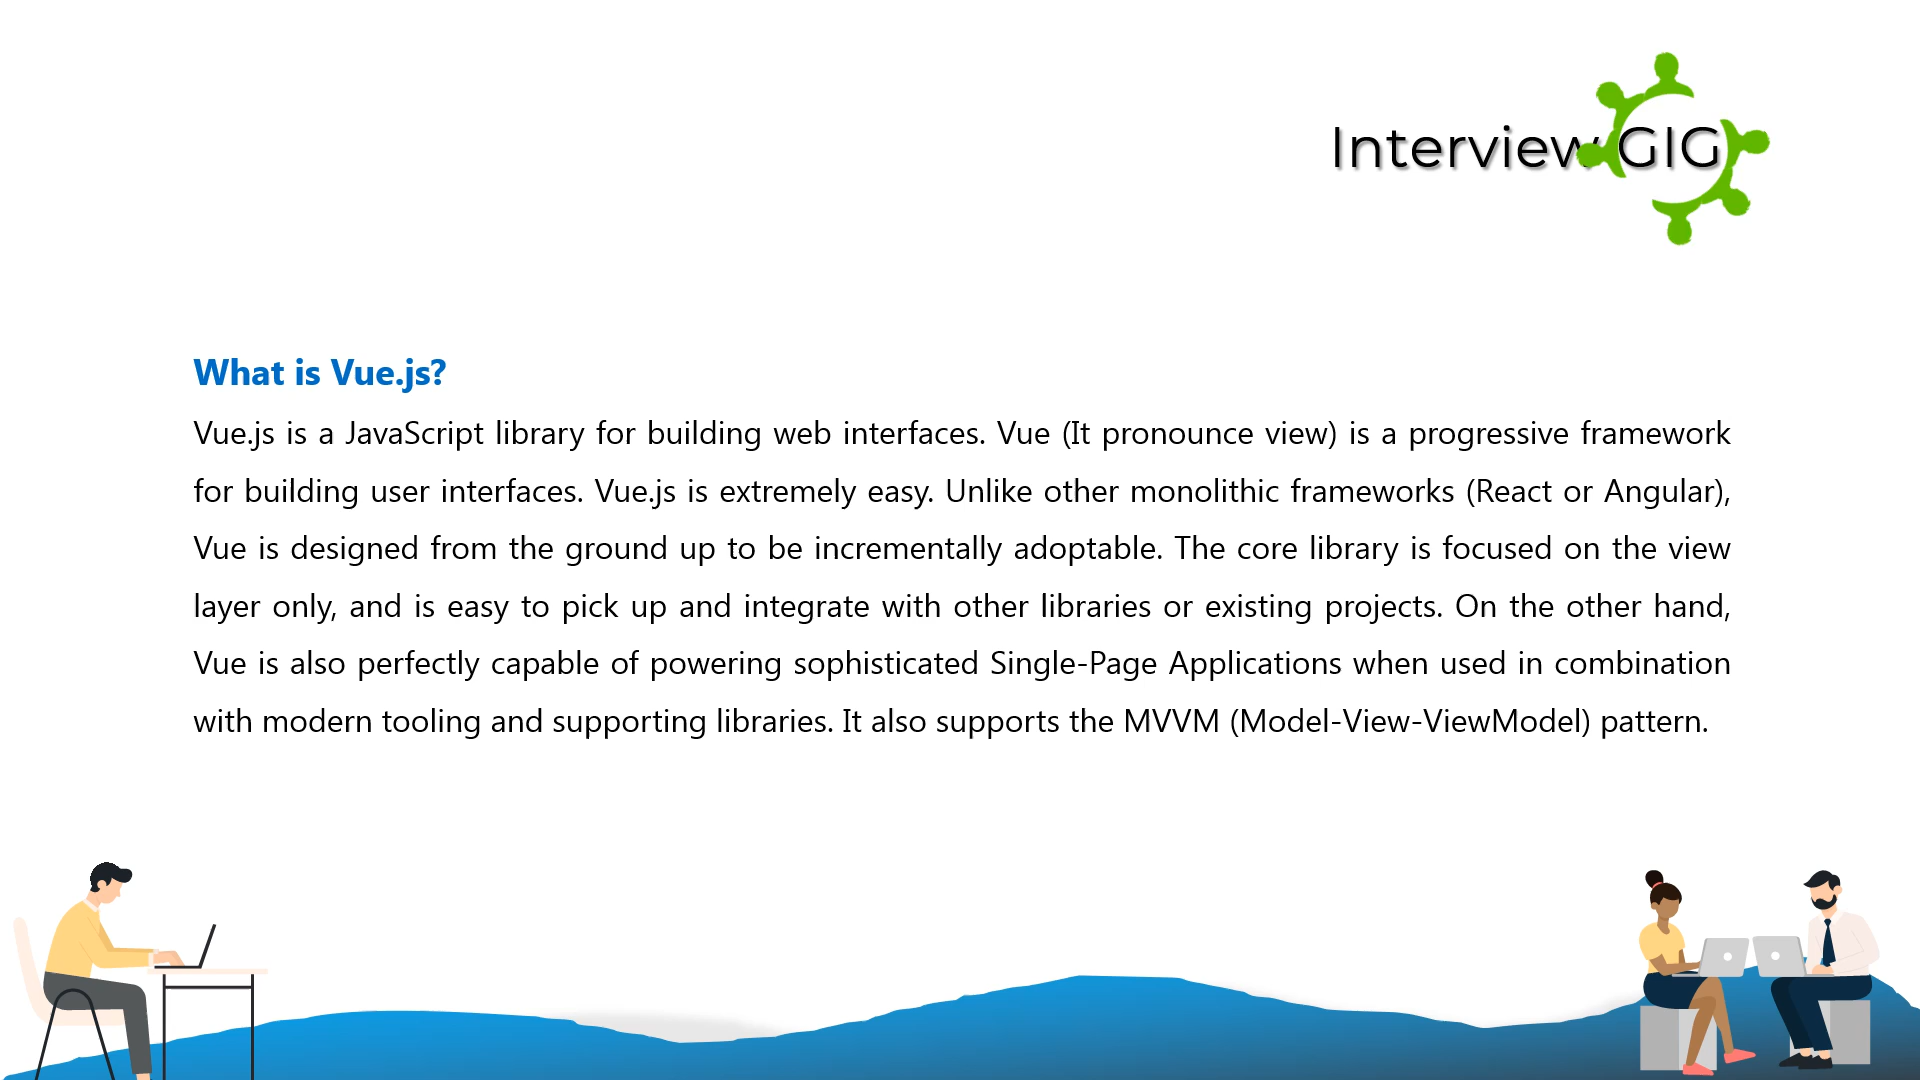 Interview GIG
What is Vue.js?
Vue.js is a JavaScript library for building web interfaces. Vue (It pronounce view) is a progressive framework
for building user interfaces. Vue.js is extremely easy. Unlike other monolithic frameworks (React or Angular),
Vue is designed from the ground up to be incrementally adoptable. The core library is focused on the view
layer only, and is easy to pick up and integrate with other libraries or existing projects. On the other hand,
Vue is also perfectly capable of powering sophisticated Single-Page Applications when used in combination
with modern tooling and supporting libraries. It also supports the MVVM (Model-View-ViewModel) pattern.